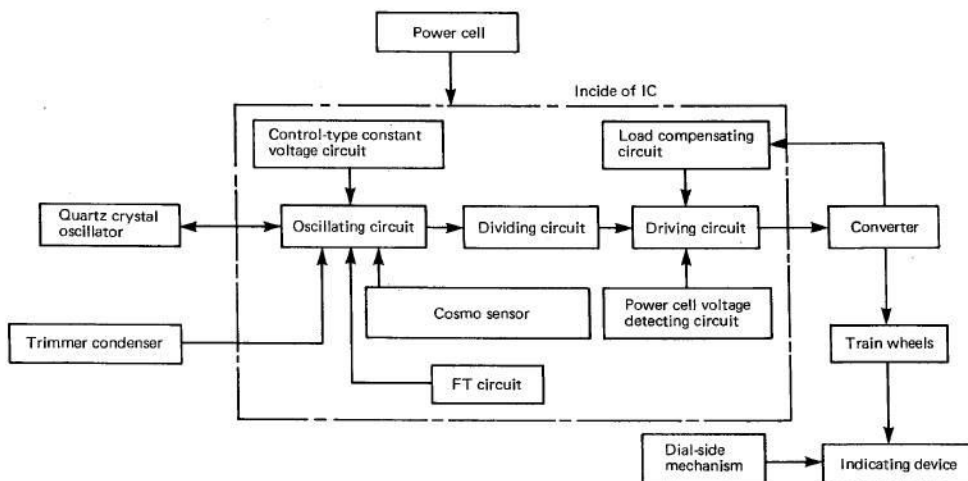 Power cell
Incide of IC
Control-type constant
voltage circuit
Load compensating
circuit
Quartz crystal
oscillator
Oscillating circuit
Dividing circuit
Driving circuit
Converter
Cosmo sensor
Power cell voltage
detecting circuit
Trimmer condenser
Train wheels
FT circuit
Dial-side
mechanism
Indicating device